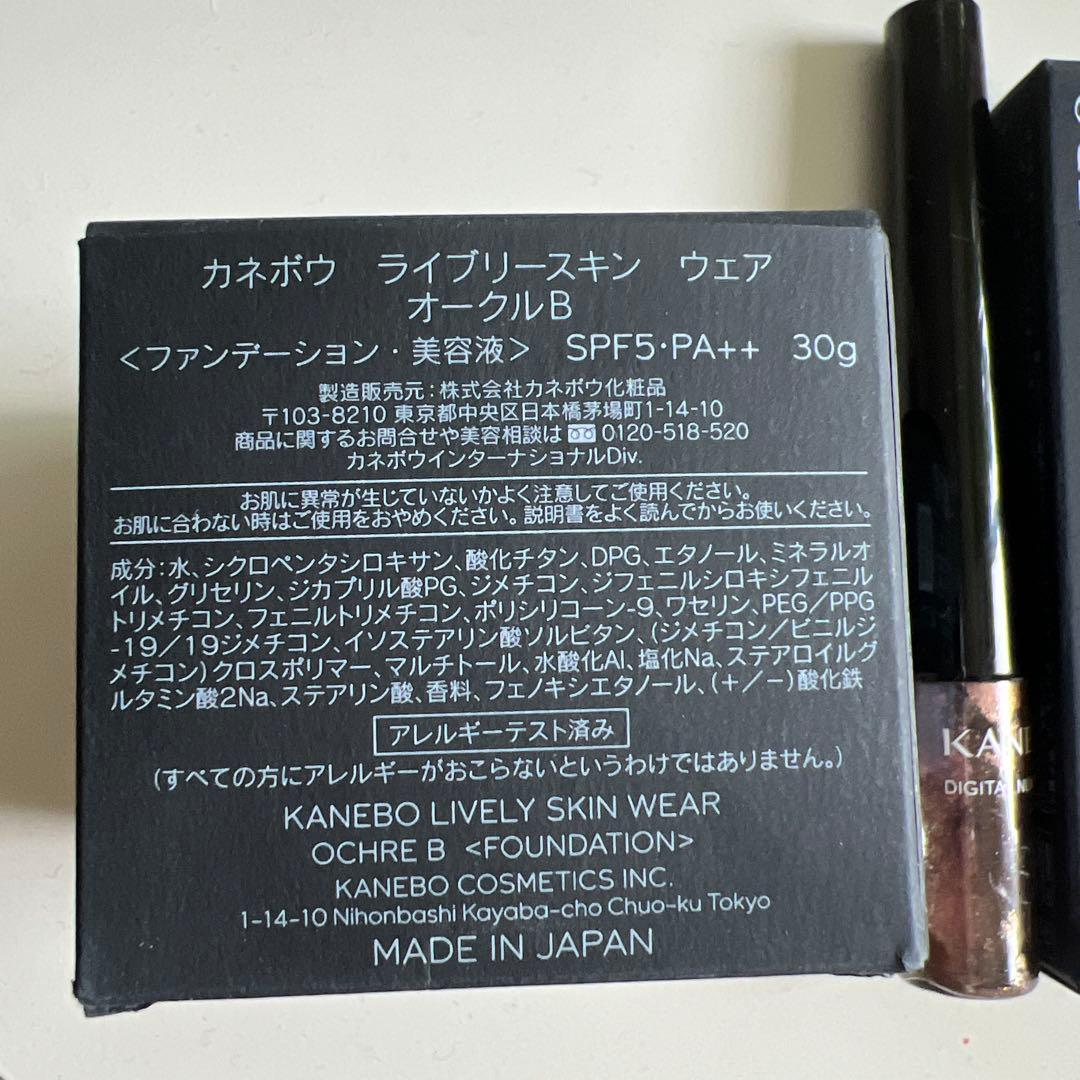 カネボウ ライブリースキン ウェア
オークルB
<ファンデーション・美容液> SPF5・PA++ 30g
製造販売元：株式会社カネボウ化粧品
〒103-8210 東京都中央区日本橋茅場町1-14-10
商品に関するお問合せや美容相談は 0120-518-520
カネボウインターナショナルDiv.
お肌に異常が生じていないかよく注意してご使用ください。
お肌に合わない時はご使用をおやめください。説明書をよく読んでからお使いください。
成分：水、シクロペンタシロキサン、酸化チタン、DPG、エタノール、ミネラルオ
イル、グリセリン、ジカプリル酸PG、ジメチコン、ジフェニルシロキシフェニル
トリメチコン、フェニルトリメチコン、ポリシリコーン-9、ワセリン、PEG/PPG
-19/19ジメチコン、イソステアリン酸ソルビタン、(ジメチコン/ビニルジ
メチコン)クロスポリマー、マルチトール、水酸化Al、塩化Na、ステアロイルグ
ルタミン酸2Na、ステアリン酸、香料、フェノキシエタノール、(+/-)酸化鉄
アレルギーテスト済み
(すべての方にアレルギーがおこらないというわけではありません。)
KANEBO LIVELY SKIN WEAR
OCHRE B <FOUNDATION>
KANEBO COSMETICS INC.
1-14-10 Nihonbashi Kayaba-cho Chuo-ku Tokyo
MADE IN JAPAN
KANE
DIGITAL